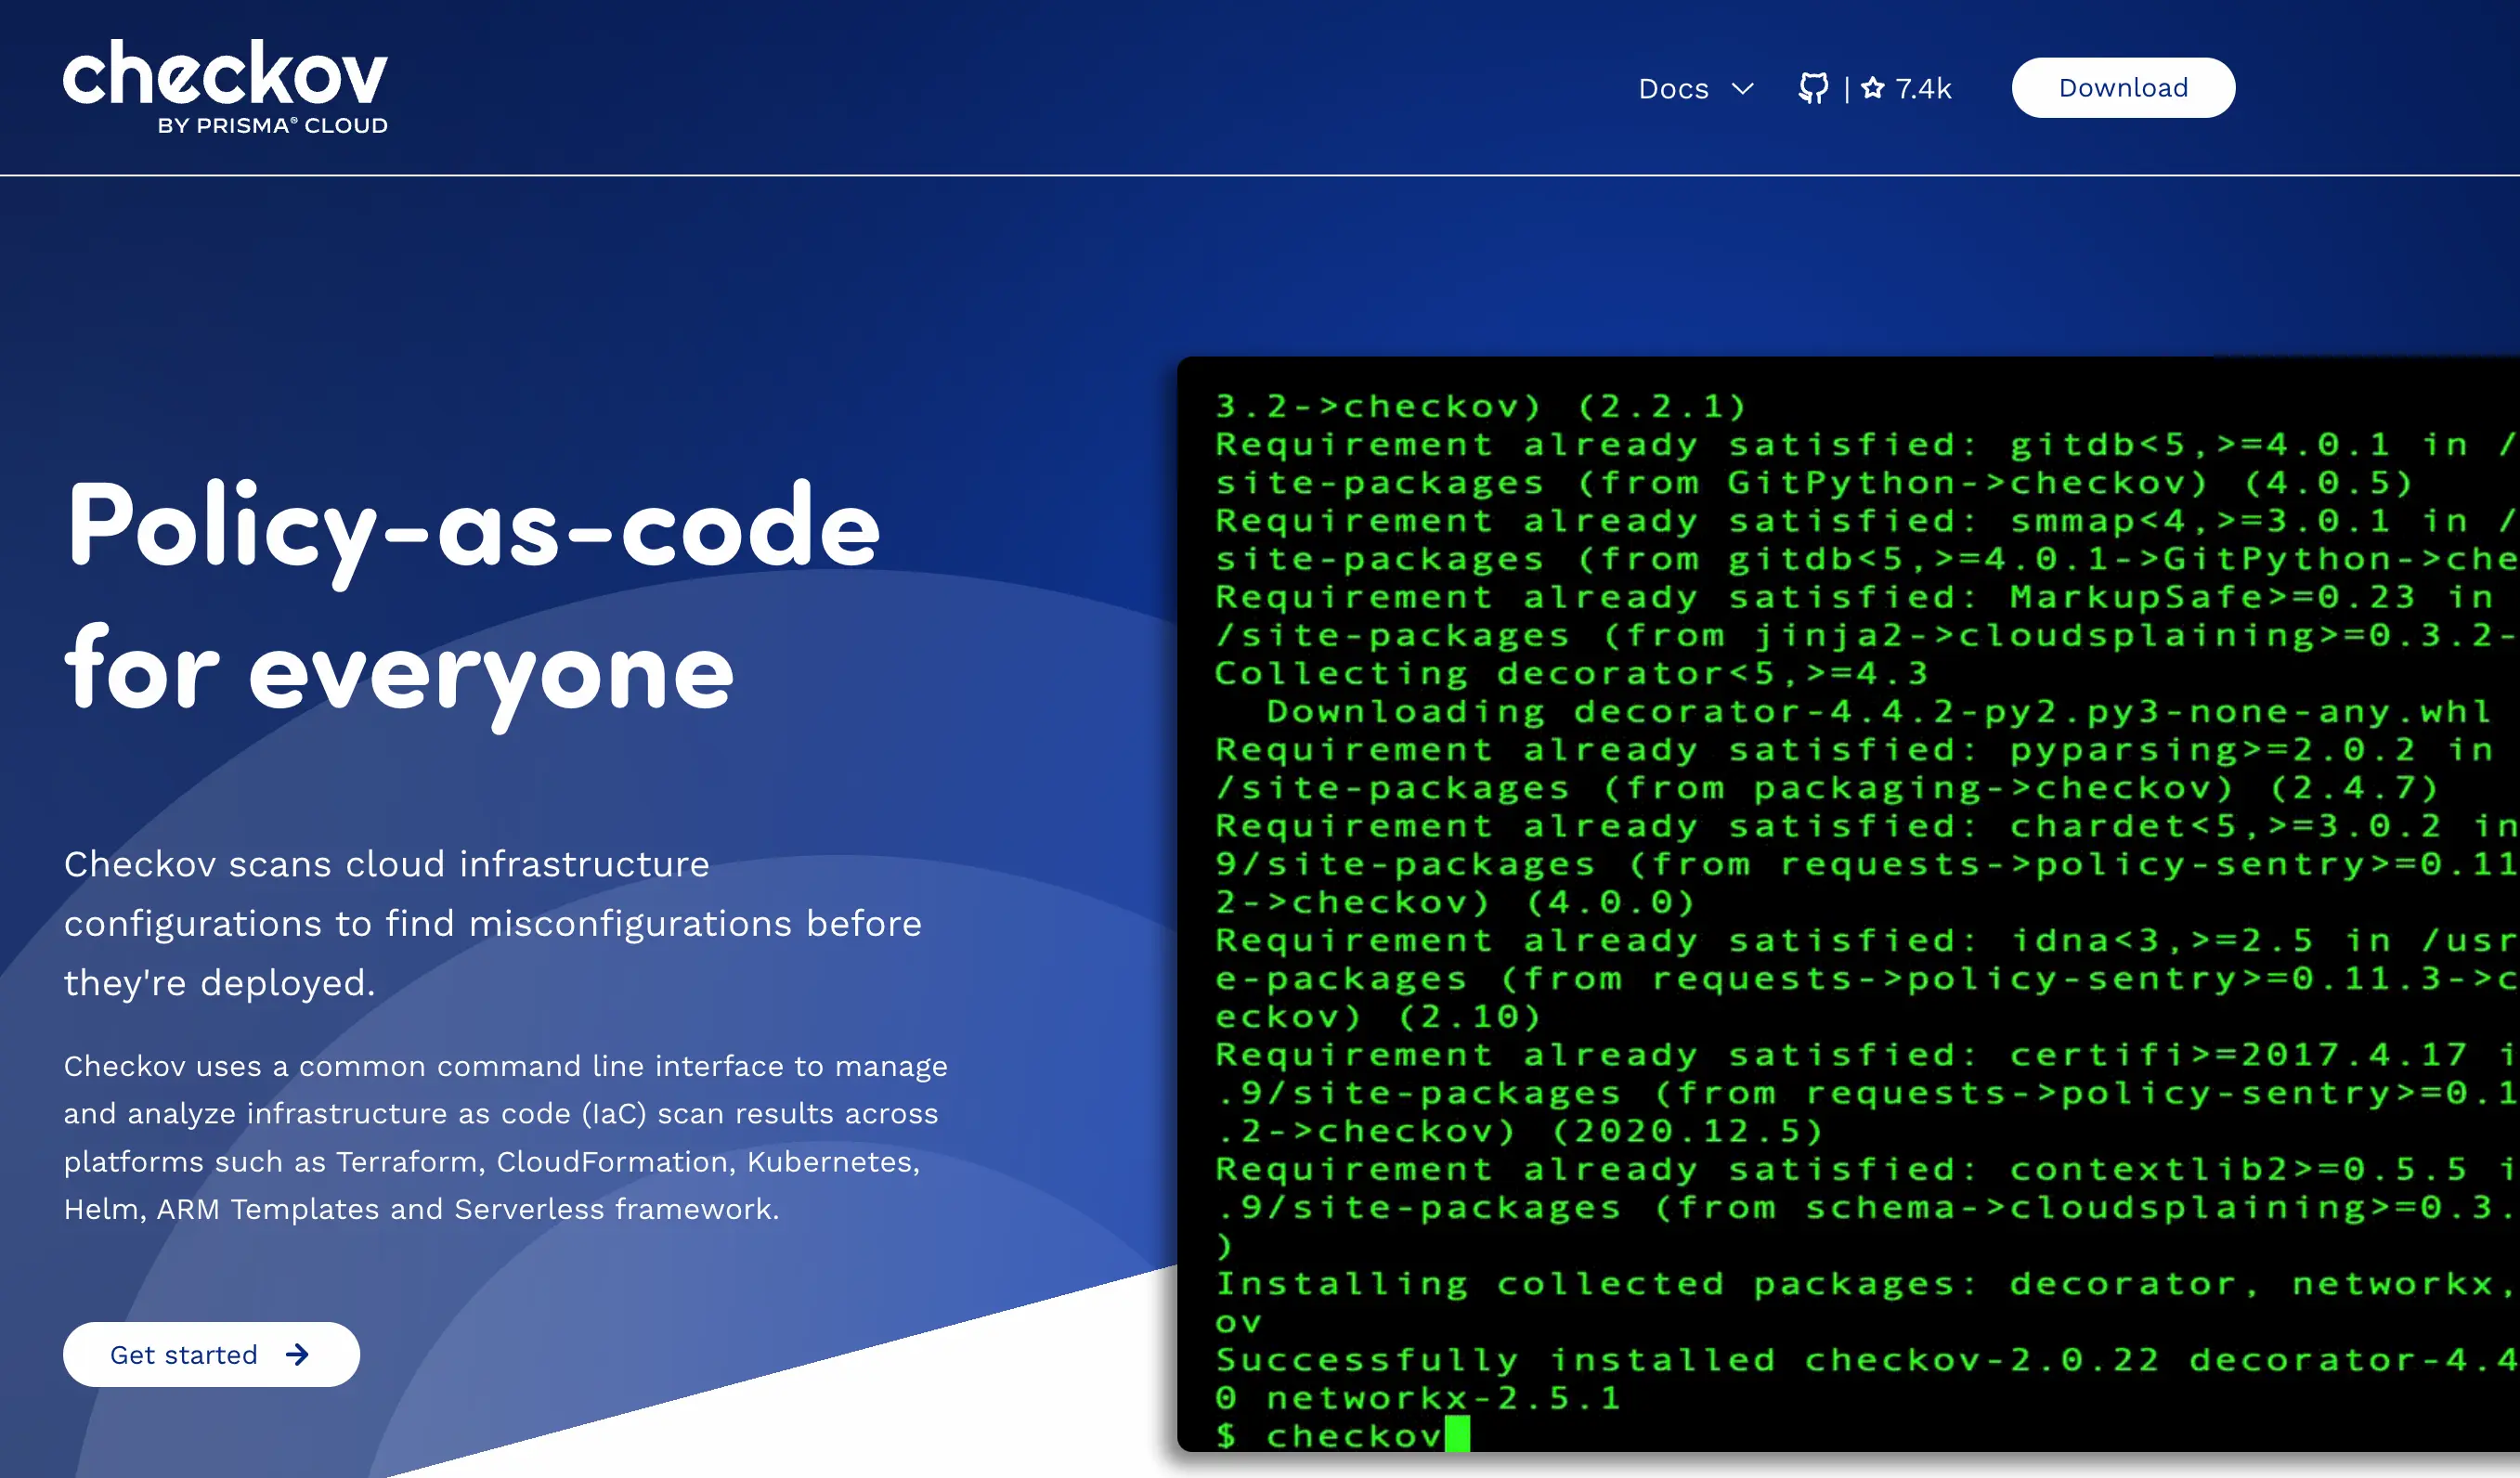 checkov
BY PRISMA® CLOUD
Docs
| 7.4k
Download
Policy-as-code
for everyone
Checkov scans cloud infrastructure
configurations to find misconfigurations before
they're deployed.
Checkov uses a common command line interface to manage
and analyze infrastructure as code (IaC) scan results across
platforms such as Terraform, CloudFormation, Kubernetes,
Helm, ARM Templates and Serverless framework.
Get started
3.2->checkov) (2.2.1)
Requirement already satisfied: gitdb<5,>=4.0.1 in /
site-packages (from GitPython->checkov) (4.0.5)
Requirement already satisfied: smmap<4,>=3.0.1 in /
site-packages (from gitdb<5,>=4.0.1->GitPython->che
Requirement already satisfied: MarkupSafe>=0.23 in
/site-packages (from jinja2->cloudsplaining>=0.3.2-
Collecting decorator<5,>=4.3
Downloading decorator-4.4.2-py2.py3-none-any.whl
Requirement already satisfied: pyparsing>=2.0.2 in
/site-packages (from packaging->checkov) (2.4.7)
Requirement already satisfied: chardet<5,>=3.0.2 in
9/site-packages (from requests->policy-sentry>=0.11
2->checkov) (4.0.0)
Requirement already satisfied: idna<3,>=2.5 in /usr
e-packages (from requests->policy-sentry>=0.11.3->c
eckov) (2.10)
Requirement already satisfied: certifi>=2017.4.17 i
.9/site-packages (from requests->policy-sentry>=0.1
.2->checkov) (2020.12.5)
Requirement already satisfied: contextlib2>=0.5.5 i
.9/site-packages (from schema->cloudsplaining>=0.3.
)
Installing collected packages: decorator, networkx,
ov
Successfully installed checkov-2.0.22 decorator-4.4
0 networkx-2.5.1
$ checkov